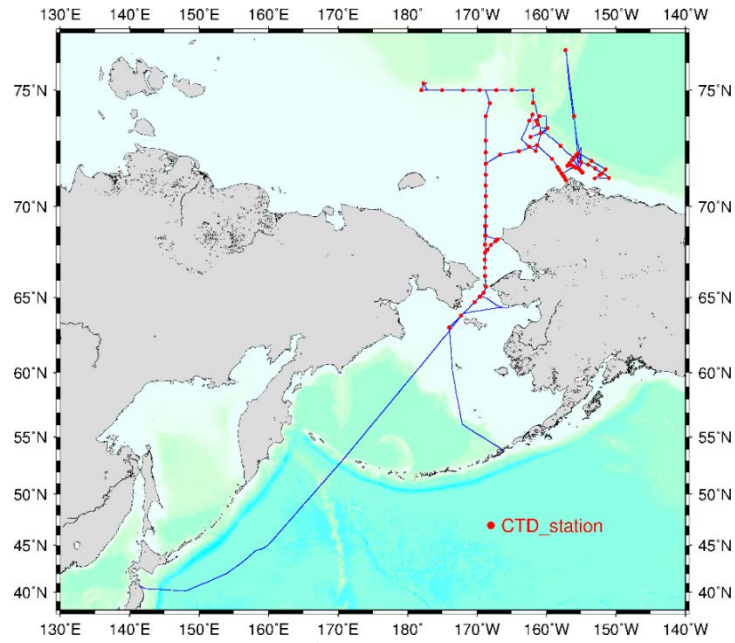 130˚E 140˚E 150˚E 160˚E 170˚E 180˚ 170˚W 160˚W 150˚W 140˚W
75˚N 75˚N
70˚N 70˚N
65˚N 65˚N
60˚N 60˚N
55˚N 55˚N
50˚N 50˚N
CTD_station
45˚N 45˚N
40˚N 40˚N
130˚E 140˚E 150˚E 160˚E 170˚E 180˚ 170˚W 160˚W 150˚W 140˚W